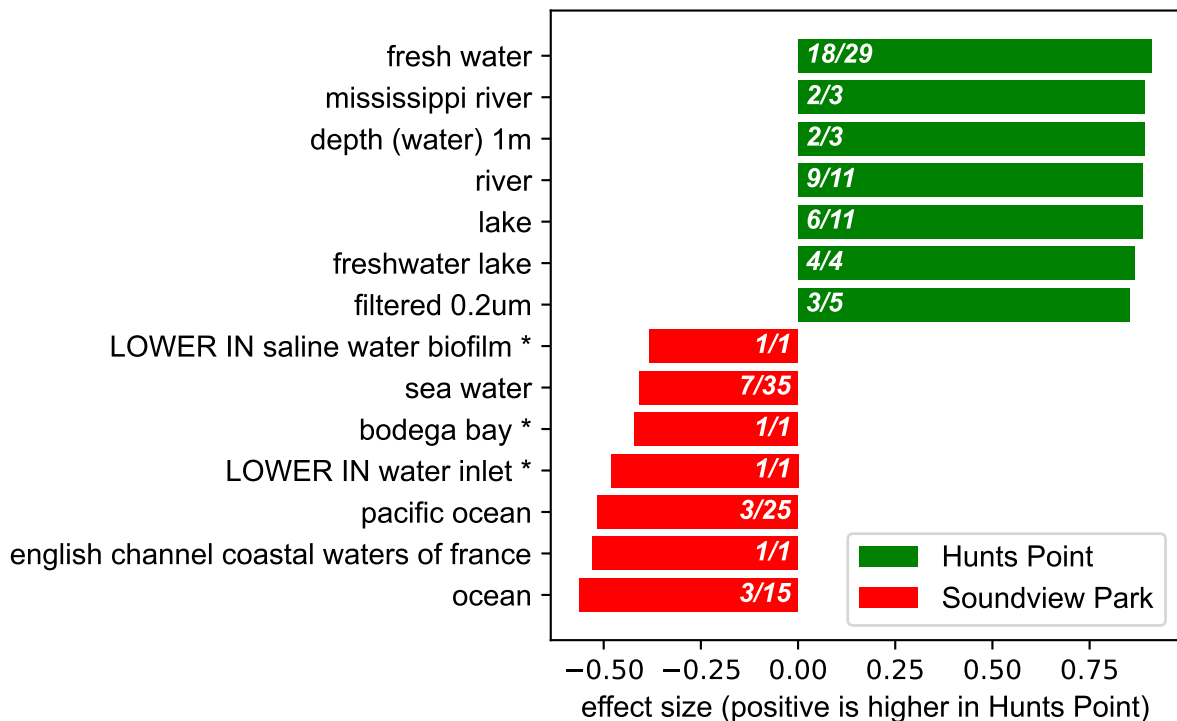 fresh water 18/29
mississippi river 2/3
depth (water) 1m 2/3
river 9/11
lake 6/11
freshwater lake 4/4
filtered 0.2um 3/5
LOWER IN saline water biofilm * 1/1
sea water 7/35
bodega bay * 1/1
LOWER IN water inlet * 1/1
pacific ocean 3/25
english channel coastal waters of france 1/1
ocean 3/15
Hunts Point
Soundview Park
−0.50 −0.25 0.00 0.25 0.50 0.75
effect size (positive is higher in Hunts Point)